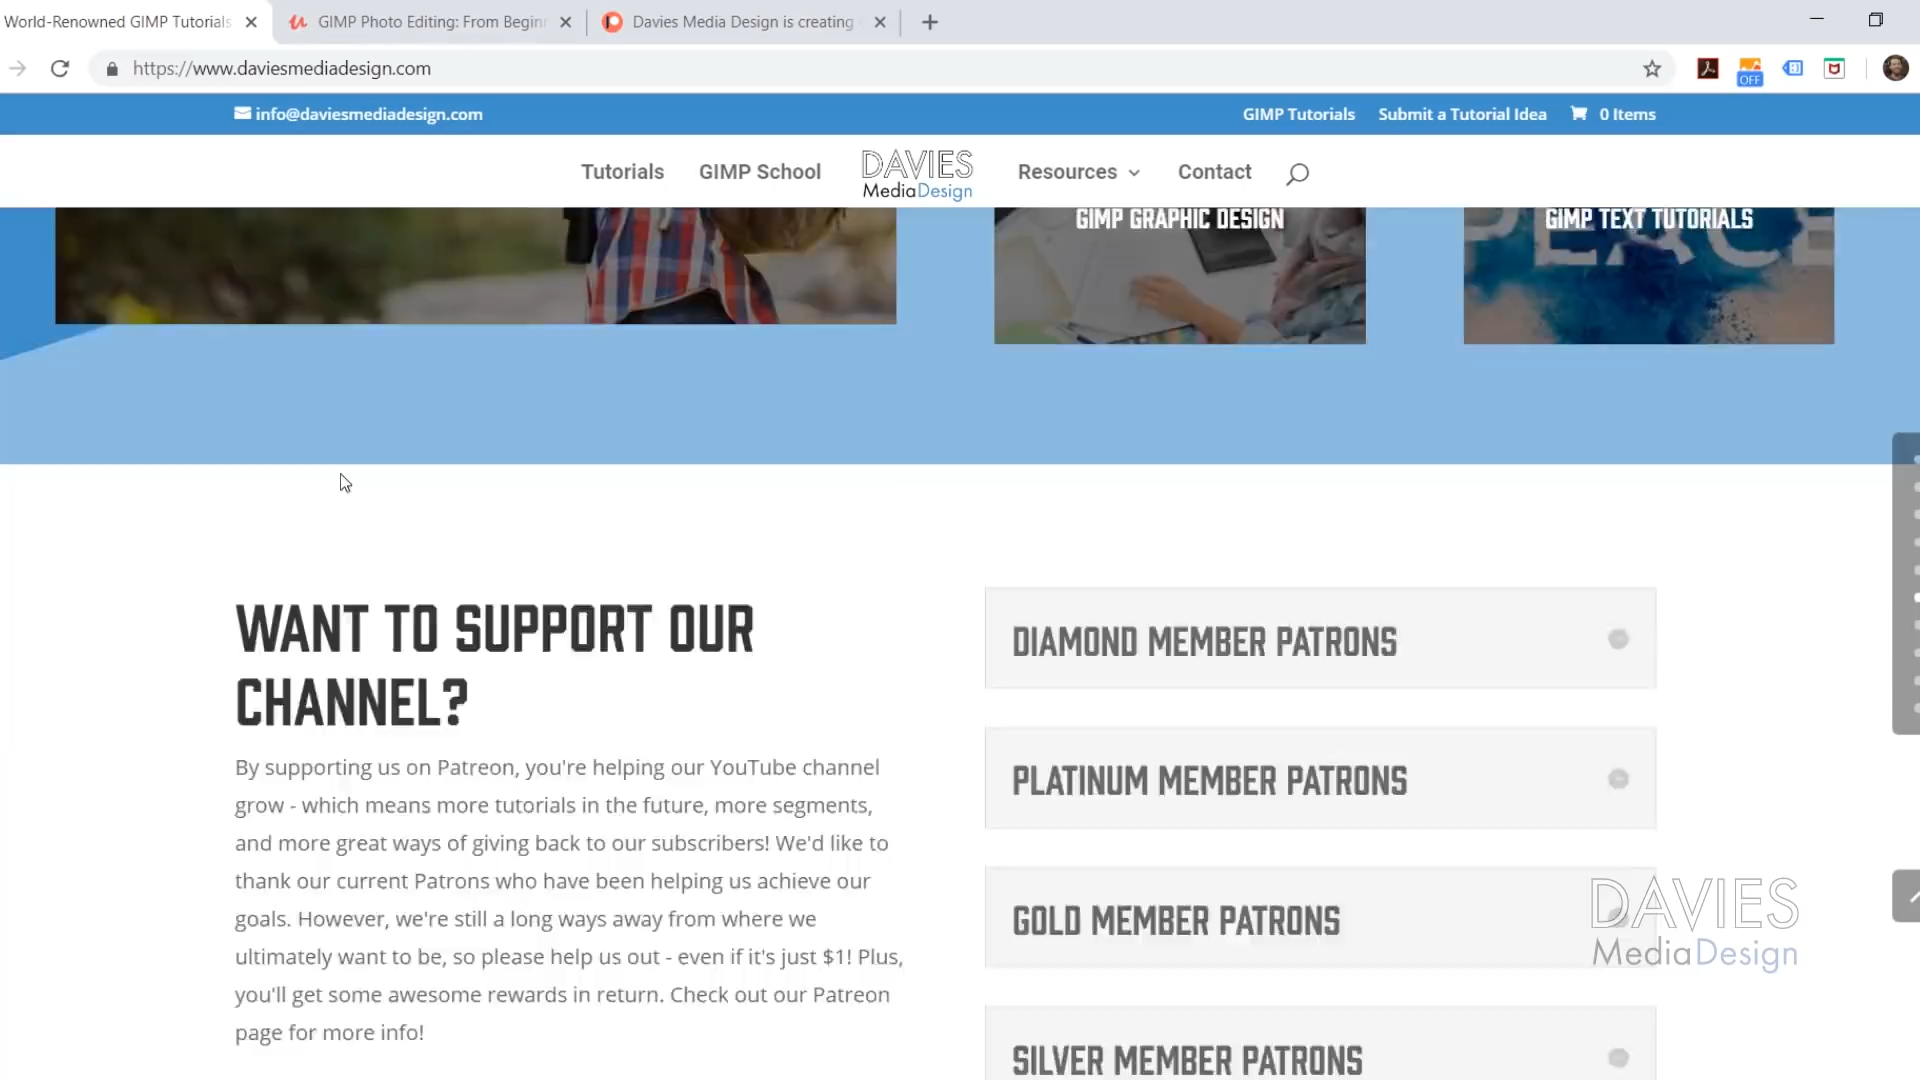 World-Renowned GIMP Tutorials
GIMP Photo Editing: From Begin
Davies Media Design is creating
https://www.daviesmediadesign.com
OFF
info@daviesmediadesign.com
GIMP Tutorials
Submit a Tutorial Idea
0 Items
Tutorials
GIMP School
DAVIES
MediaDesign
Resources
Contact
GIMP GRAPHIC DESIGN
GIMP TEXT TUTORIALS
PEACE
WANT TO SUPPORT OUR
CHANNEL?
By supporting us on Patreon, you're helping our YouTube channel
grow - which means more tutorials in the future, more segments,
and more great ways of giving back to our subscribers! We'd like to
thank our current Patrons who have been helping us achieve our
goals. However, we're still a long ways away from where we
ultimately want to be, so please help us out - even if it's just $1! Plus,
you'll get some awesome rewards in return. Check out our Patreon
page for more info!
DIAMOND MEMBER PATRONS
PLATINUM MEMBER PATRONS
GOLD MEMBER PATRONS
SILVER MEMBER PATRONS
DAVIES
MediaDesign